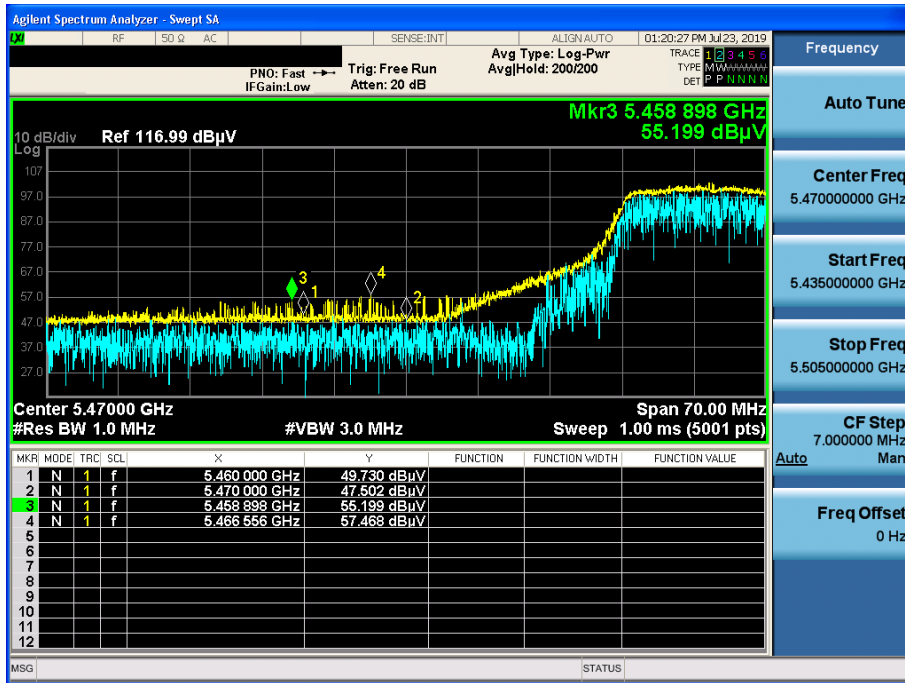 Agilent Spectrum Analyzer - Swept SA
LXI RF 50 Ω AC SENSE:INT ALIGN AUTO 01:20:27 PM Jul 23, 2019
Frequency
PNO: Fast Trig: Free Run Avg Type: Log-Pwr TRACE 1 2 3 4 5 6
IFGain:Low Atten: 20 dB Avg|Hold: 200/200 TYPE M W W W W W
DET P P N N N N
Auto Tune
Mkr3 5.458 898 GHz
55.199 dBµV
10 dB/div Ref 116.99 dBµV
Log
107
97.0
87.0
77.0
67.0
57.0
47.0
37.0
27.0
3
1
4
2
Center 5.47000 GHz Span 70.00 MHz
#Res BW 1.0 MHz #VBW 3.0 MHz Sweep 1.00 ms (5001 pts)
Center Freq
5.470000000 GHz
Start Freq
5.435000000 GHz
Stop Freq
5.505000000 GHz
CF Step
7.000000 MHz
Auto Man
Freq Offset
0 Hz
MKR MODE TRC SCL X Y FUNCTION FUNCTION WIDTH FUNCTION VALUE
1 N 1 f 5.460 000 GHz 49.730 dBµV
2 N 1 f 5.470 000 GHz 47.502 dBµV
3 N 1 f 5.458 898 GHz 55.199 dBµV
4 N 1 f 5.466 556 GHz 57.468 dBµV
5
6
7
8
9
10
11
12
MSG STATUS